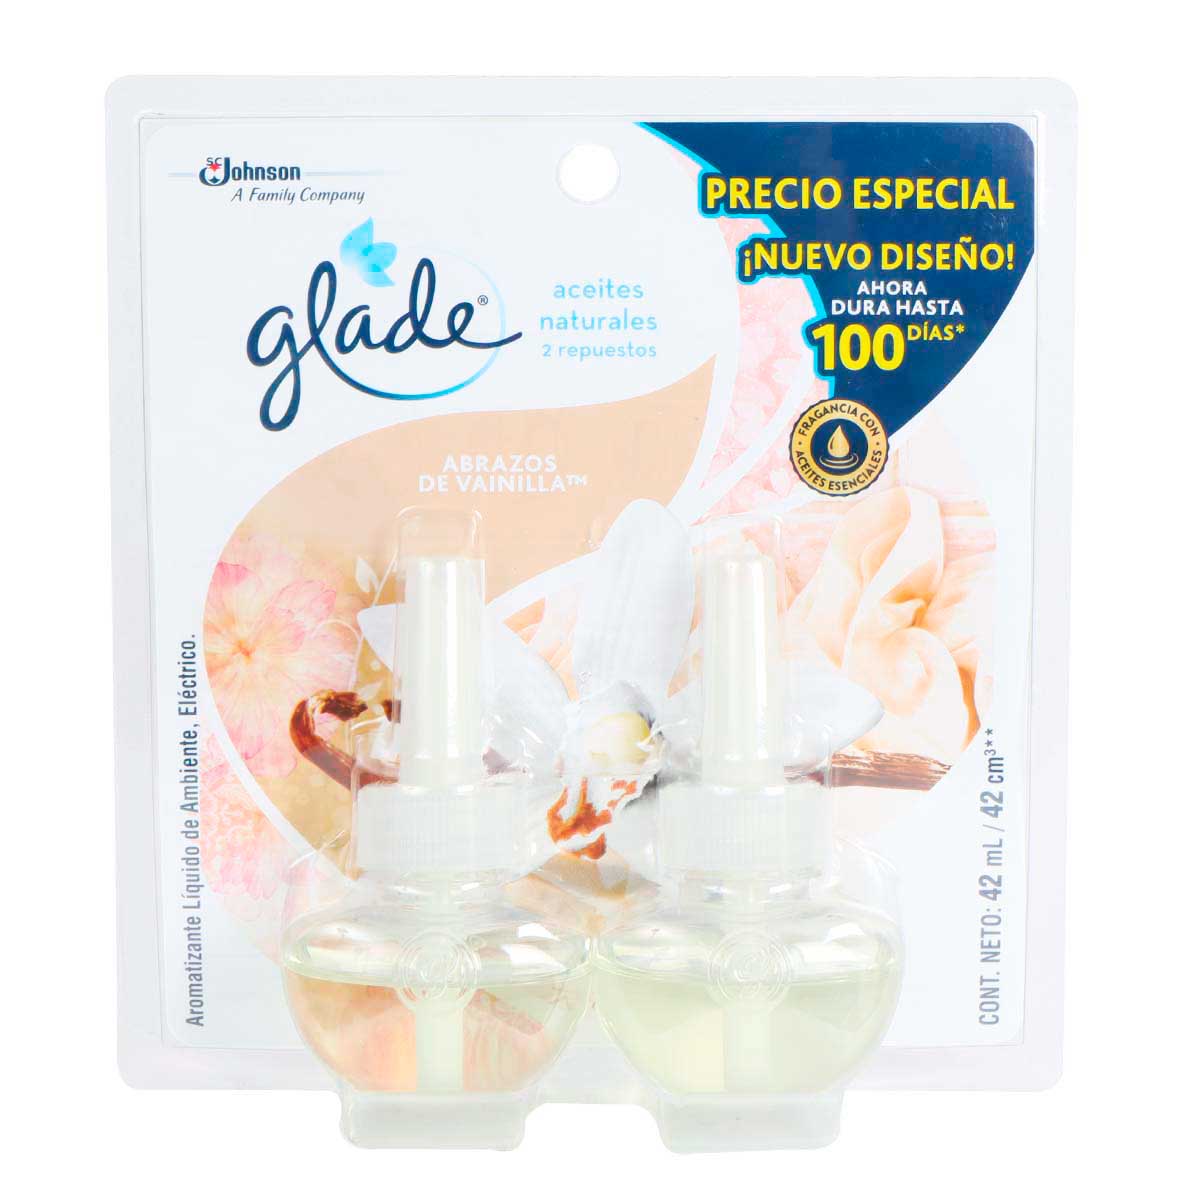 SC Johnson
A Family Company
glade®
aceites
naturales
2 repuestos
PRECIO ESPECIAL
¡NUEVO DISEÑO!
AHORA
DURA HASTA
100 DÍAS*
FRAGANCIA CON
ACEITES ESENCIALES
ABRAZOS
DE VAINILLA™
Aromatizante Líquido de Ambiente, Eléctrico.
CONT. NETO: 42 mL / 42 cm³**